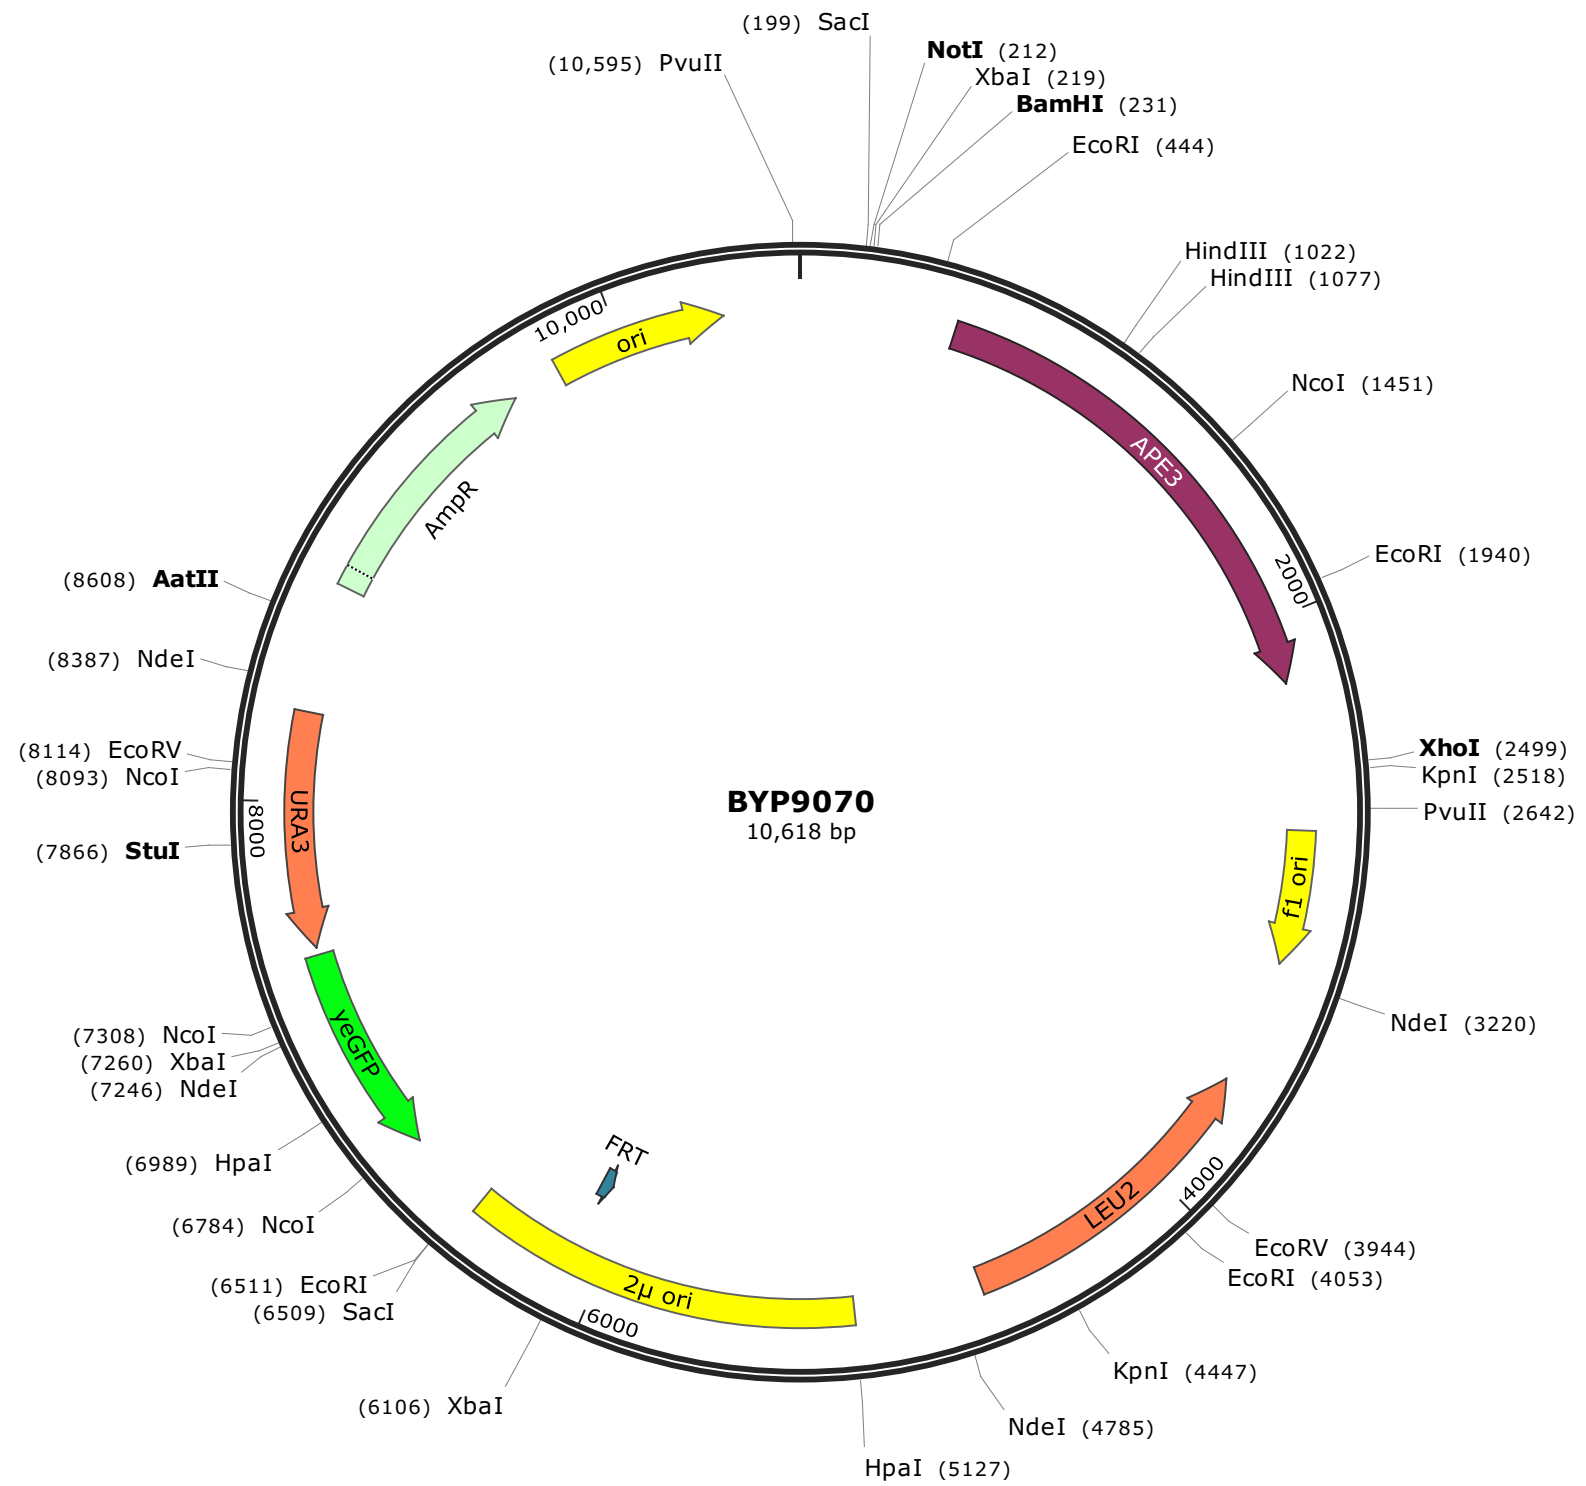 (199) SacI
(10,595) PvuII
NotI (212)
XbaI (219)
BamHI (231)
EcoRI (444)
HindIII (1022)
HindIII (1077)
NcoI (1451)
EcoRI (1940)
XhoI (2499)
KpnI (2518)
PvuII (2642)
NdeI (3220)
EcoRV (3944)
EcoRI (4053)
KpnI (4447)
NdeI (4785)
HpaI (5127)
(6106) XbaI
(6509) SacI
(6511) EcoRI
(6784) NcoI
(6989) HpaI
(7246) NdeI
(7260) XbaI
(7308) NcoI
(7866) StuI
(8093) NcoI
(8114) EcoRV
(8387) NdeI
(8608) AatII
10,000
ori
AmpR
APE3
2000
f1 ori
LEU2
4000
2μ ori
6000
FRT
yeGFP
URA3
8000
BYP9070
10,618 bp